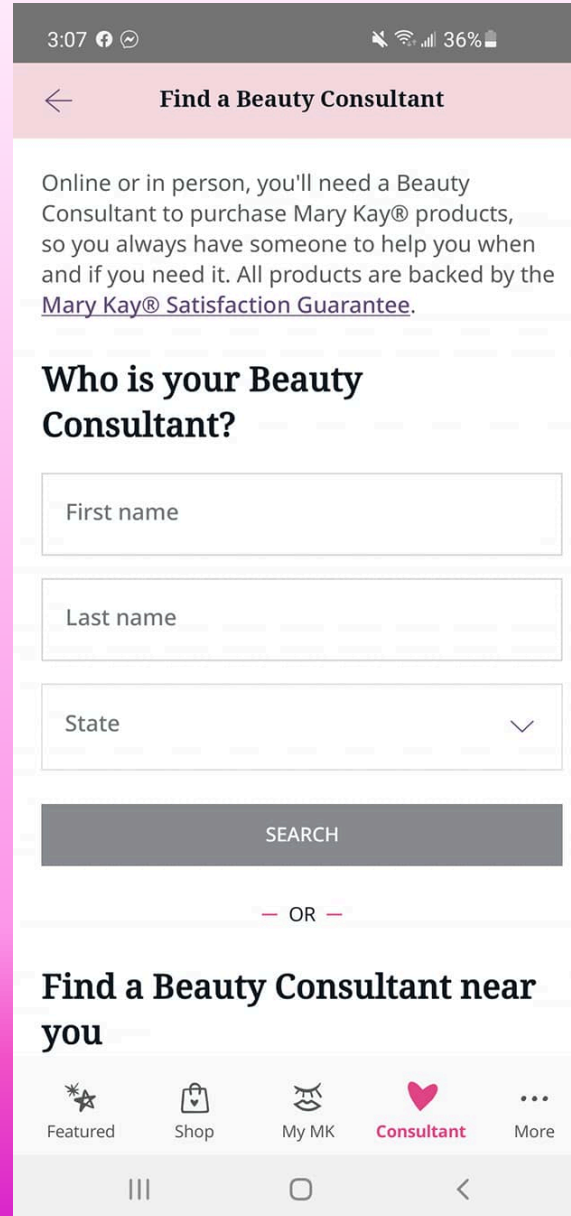 3:07
36%
Find a Beauty Consultant
Online or in person, you'll need a Beauty
Consultant to purchase Mary Kay® products,
so you always have someone to help you when
and if you need it. All products are backed by the
Mary Kay® Satisfaction Guarantee.
Who is your Beauty
Consultant?
First name
Last name
State
SEARCH
— OR —
Find a Beauty Consultant near
you
Featured Shop My MK Consultant More